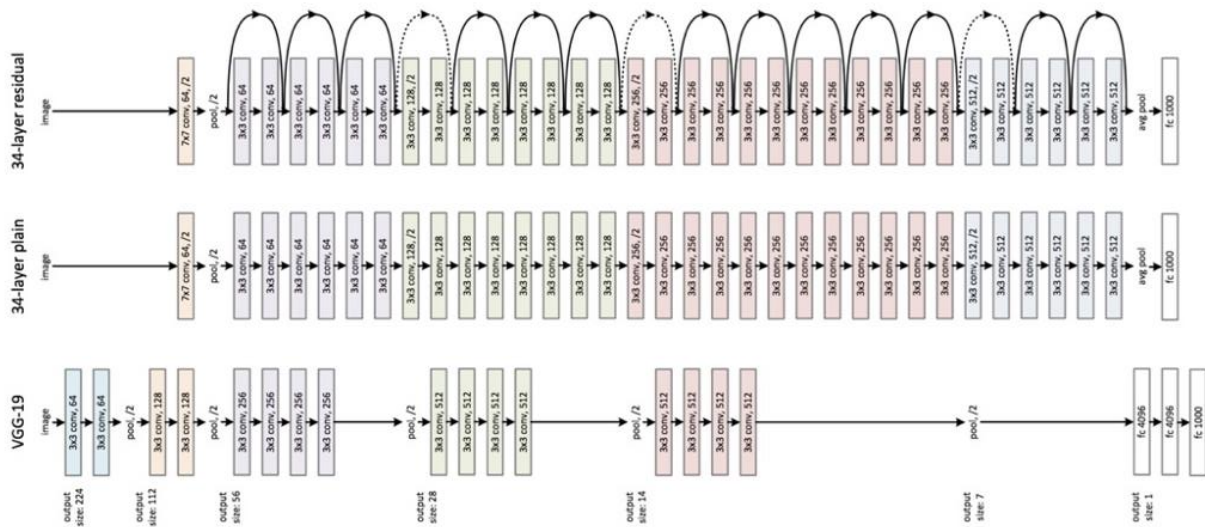 output
size: 224
output
size: 112
output
size: 56
output
size: 28
output
size: 14
output
size: 7
output
size: 1
VGG-19
image
3x3 conv, 64
3x3 conv, 64
pool, /2
3x3 conv, 128
3x3 conv, 128
pool, /2
3x3 conv, 256
3x3 conv, 256
3x3 conv, 256
3x3 conv, 256
pool, /2
3x3 conv, 512
3x3 conv, 512
3x3 conv, 512
3x3 conv, 512
pool, /2
3x3 conv, 512
3x3 conv, 512
3x3 conv, 512
3x3 conv, 512
pool, /2
fc 4096
fc 4096
fc 1000
34-layer plain
image
7x7 conv, 64, /2
pool, /2
3x3 conv, 64
3x3 conv, 64
3x3 conv, 64
3x3 conv, 64
3x3 conv, 64
3x3 conv, 64
3x3 conv, 128, /2
3x3 conv, 128
3x3 conv, 128
3x3 conv, 128
3x3 conv, 128
3x3 conv, 128
3x3 conv, 128
3x3 conv, 128
3x3 conv, 256, /2
3x3 conv, 256
3x3 conv, 256
3x3 conv, 256
3x3 conv, 256
3x3 conv, 256
3x3 conv, 256
3x3 conv, 256
3x3 conv, 256
3x3 conv, 256
3x3 conv, 256
3x3 conv, 256
3x3 conv, 512, /2
3x3 conv, 512
3x3 conv, 512
3x3 conv, 512
3x3 conv, 512
3x3 conv, 512
avg pool
fc 1000
34-layer residual
image
7x7 conv, 64, /2
pool, /2
3x3 conv, 64
3x3 conv, 64
3x3 conv, 64
3x3 conv, 64
3x3 conv, 64
3x3 conv, 64
3x3 conv, 128, /2
3x3 conv, 128
3x3 conv, 128
3x3 conv, 128
3x3 conv, 128
3x3 conv, 128
3x3 conv, 128
3x3 conv, 128
3x3 conv, 256, /2
3x3 conv, 256
3x3 conv, 256
3x3 conv, 256
3x3 conv, 256
3x3 conv, 256
3x3 conv, 256
3x3 conv, 256
3x3 conv, 256
3x3 conv, 256
3x3 conv, 256
3x3 conv, 256
3x3 conv, 512, /2
3x3 conv, 512
3x3 conv, 512
3x3 conv, 512
3x3 conv, 512
3x3 conv, 512
avg pool
fc 1000